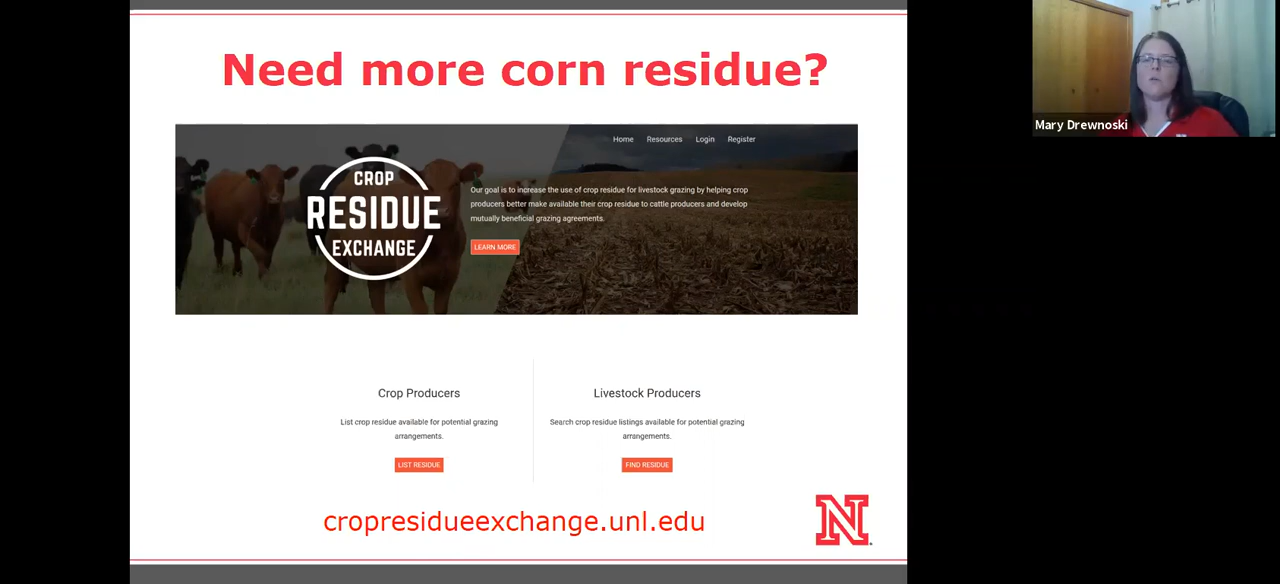 Need more corn residue?
Mary Drewnoski
Home Resources Login Register
CROP
RESIDUE
EXCHANGE
Our goal is to increase the use of crop residue for livestock grazing by helping crop
producers better make available their crop residue to cattle producers and develop
mutually beneficial grazing agreements.
LEARN MORE
Crop Producers
List crop residue available for potential grazing
arrangements.
LIST RESIDUE
Livestock Producers
Search crop residue listings available for potential grazing
arrangements.
FIND RESIDUE
cropresidueexchange.unl.edu
N